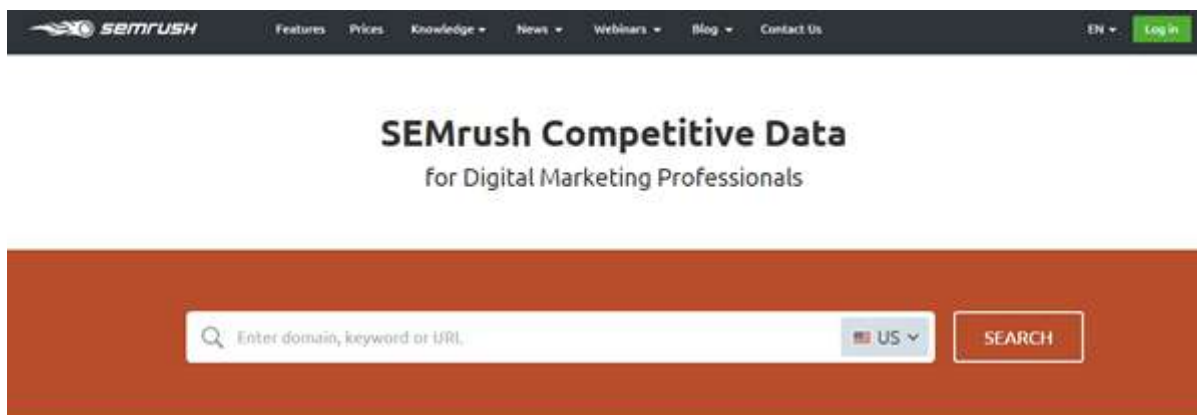 semrush Features Prices Knowledge News Webinars Blog Contact Us EN Log in
SEMrush Competitive Data
for Digital Marketing Professionals
Enter domain, keyword or URL US SEARCH